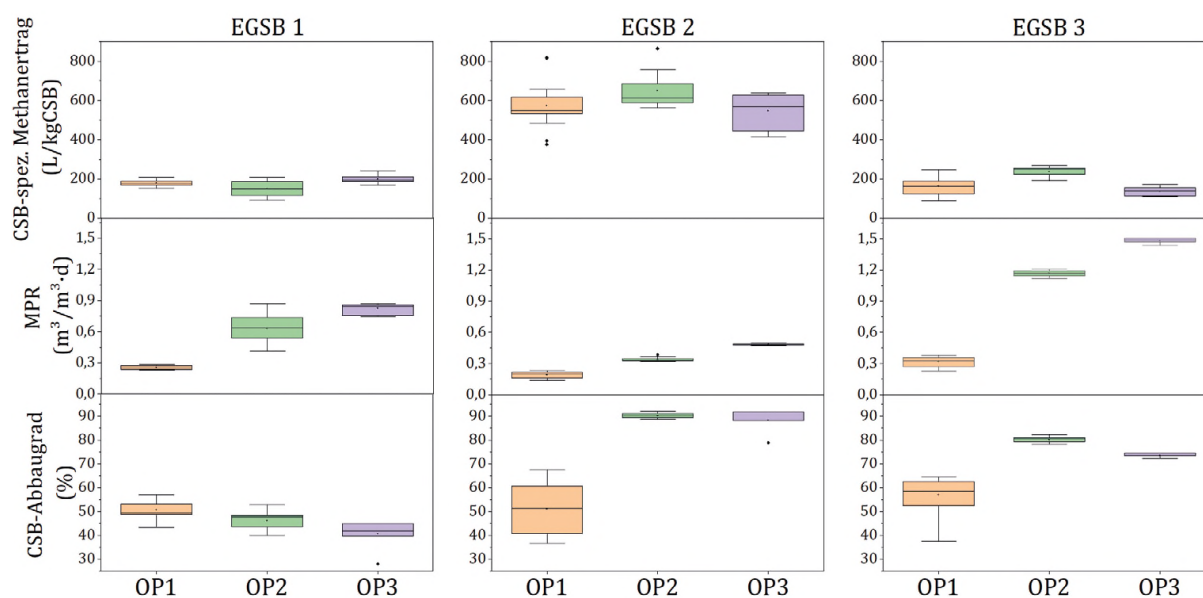 EGSB 1 EGSB 2 EGSB 3
CSB-spez. Methanertrag
(L/kgCSB)
800 800 800
600 600 600
400 400 400
200 200 200
0 0 0
MPR
(m³/m³·d)
1,5 1,5 1,5
1,2 1,2 1,2
0,9 0,9 0,9
0,6 0,6 0,6
0,3 0,3 0,3
0,0 0,0 0,0
CSB-Abbaugrad
(%)
90 90 90
80 80 80
70 70 70
60 60 60
50 50 50
40 40 40
30 30 30
OP1 OP2 OP3 OP1 OP2 OP3 OP1 OP2 OP3